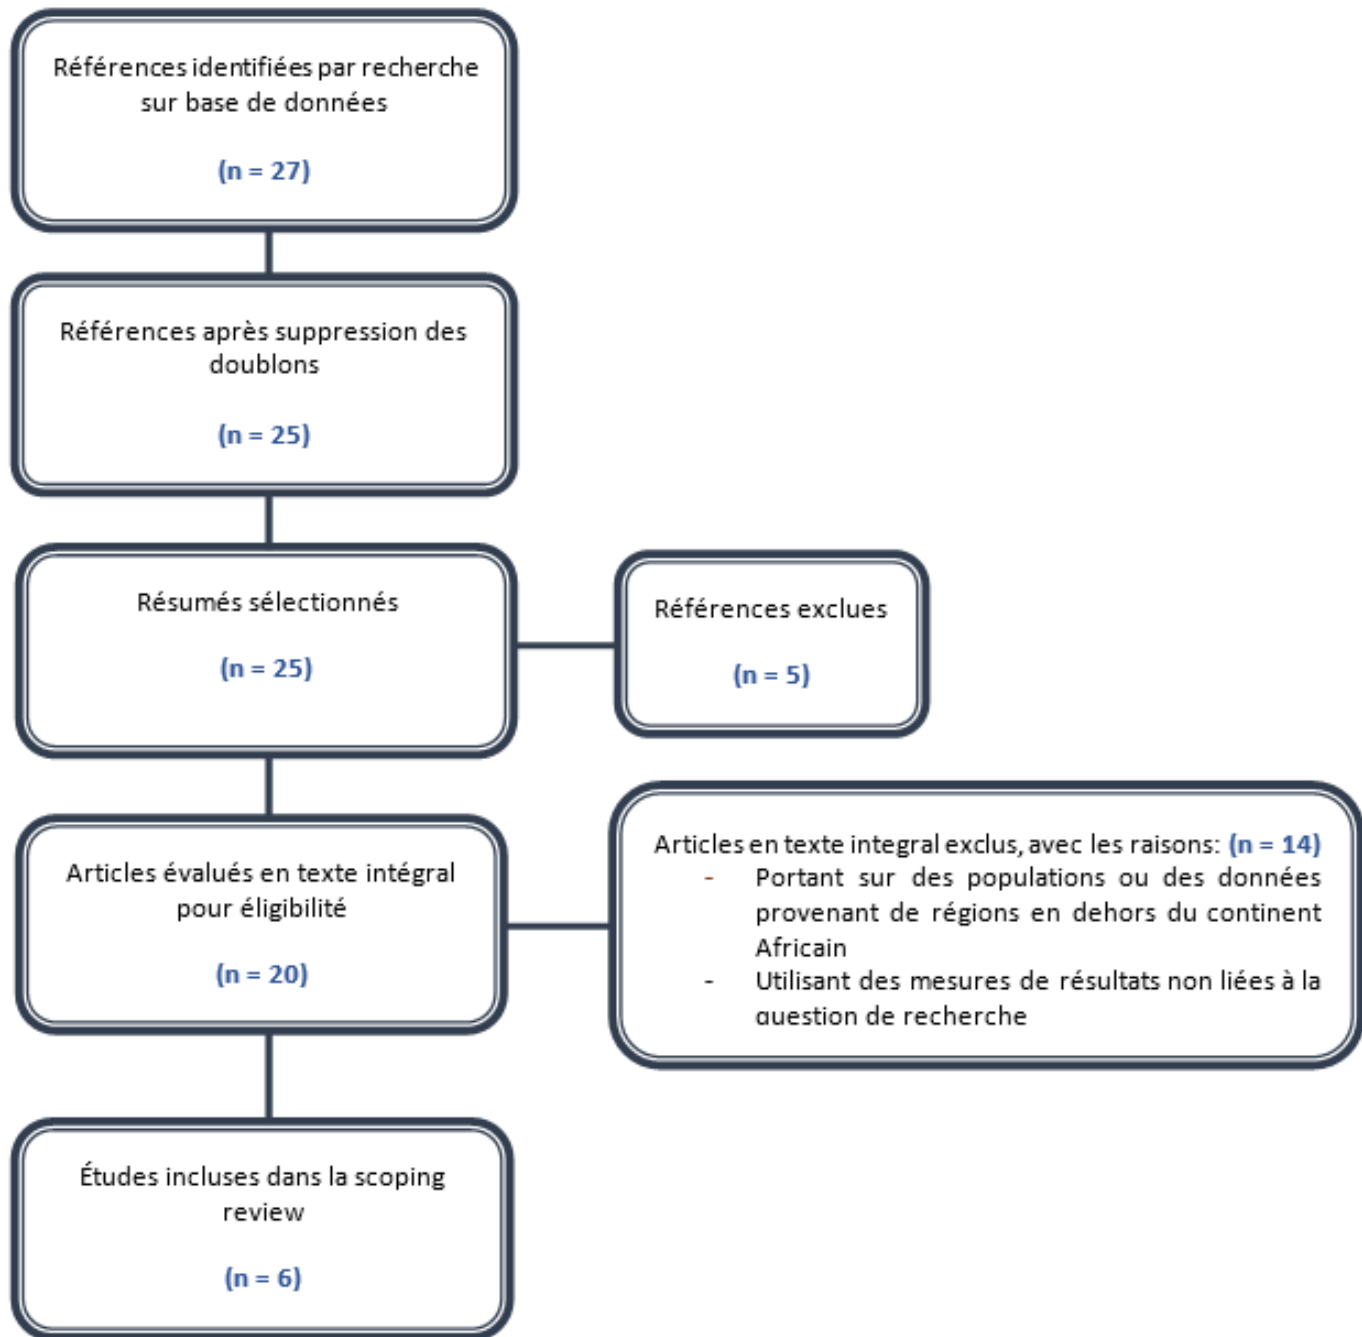 Références identifiées par recherche
sur base de données
(n = 27)
Références après suppression des
doublons
(n = 25)
Résumés sélectionnés
(n = 25)
Références exclues
(n = 5)
Articles évalués en texte intégral
pour éligibilité
(n = 20)
Articles en texte integral exclus, avec les raisons: (n = 14)
- Portant sur des populations ou des données
provenant de régions en dehors du continent
Africain
- Utilisant des mesures de résultats non liées à la
question de recherche
Études incluses dans la scoping
review
(n = 6)